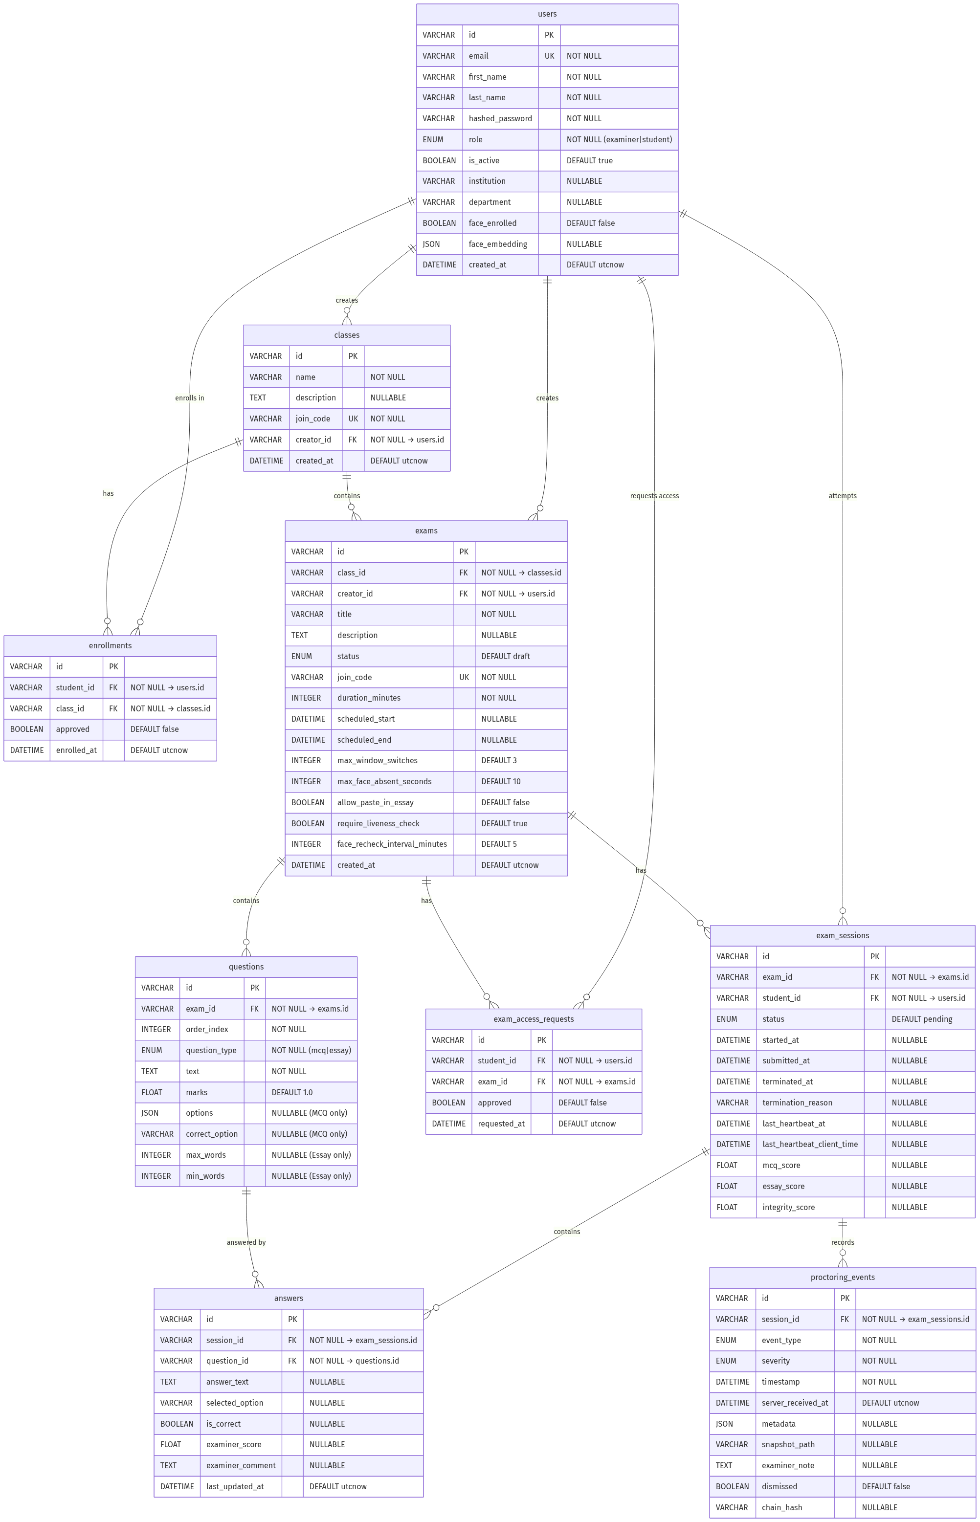 users
VARCHAR id PK
VARCHAR email UK NOT NULL
VARCHAR first_name NOT NULL
VARCHAR last_name NOT NULL
VARCHAR hashed_password NOT NULL
ENUM role NOT NULL (examiner|student)
BOOLEAN is_active DEFAULT true
VARCHAR institution NULLABLE
VARCHAR department NULLABLE
BOOLEAN face_enrolled DEFAULT false
JSON face_embedding NULLABLE
DATETIME created_at DEFAULT utcnow
creates
classes
VARCHAR id PK
VARCHAR name NOT NULL
TEXT description NULLABLE
VARCHAR join_code UK NOT NULL
VARCHAR creator_id FK NOT NULL → users.id
DATETIME created_at DEFAULT utcnow
enrolls in
creates
requests access
attempts
has
contains
exams
VARCHAR id PK
VARCHAR class_id FK NOT NULL → classes.id
VARCHAR creator_id FK NOT NULL → users.id
VARCHAR title NOT NULL
TEXT description NULLABLE
ENUM status DEFAULT draft
VARCHAR join_code UK NOT NULL
INTEGER duration_minutes NOT NULL
DATETIME scheduled_start NULLABLE
DATETIME scheduled_end NULLABLE
INTEGER max_window_switches DEFAULT 3
INTEGER max_face_absent_seconds DEFAULT 10
BOOLEAN allow_paste_in_essay DEFAULT false
BOOLEAN require_liveness_check DEFAULT true
INTEGER face_recheck_interval_minutes DEFAULT 5
DATETIME created_at DEFAULT utcnow
enrollments
VARCHAR id PK
VARCHAR student_id FK NOT NULL → users.id
VARCHAR class_id FK NOT NULL → classes.id
BOOLEAN approved DEFAULT false
DATETIME enrolled_at DEFAULT utcnow
contains
has
has
questions
VARCHAR id PK
VARCHAR exam_id FK NOT NULL → exams.id
INTEGER order_index NOT NULL
ENUM question_type NOT NULL (mcq|essay)
TEXT text NOT NULL
FLOAT marks DEFAULT 1.0
JSON options NULLABLE (MCQ only)
VARCHAR correct_option NULLABLE (MCQ only)
INTEGER max_words NULLABLE (Essay only)
INTEGER min_words NULLABLE (Essay only)
exam_access_requests
VARCHAR id PK
VARCHAR student_id FK NOT NULL → users.id
VARCHAR exam_id FK NOT NULL → exams.id
BOOLEAN approved DEFAULT false
DATETIME requested_at DEFAULT utcnow
exam_sessions
VARCHAR id PK
VARCHAR exam_id FK NOT NULL → exams.id
VARCHAR student_id FK NOT NULL → users.id
ENUM status DEFAULT pending
DATETIME started_at NULLABLE
DATETIME submitted_at NULLABLE
DATETIME terminated_at NULLABLE
VARCHAR termination_reason NULLABLE
DATETIME last_heartbeat_at NULLABLE
DATETIME last_heartbeat_client_time NULLABLE
FLOAT mcq_score NULLABLE
FLOAT essay_score NULLABLE
FLOAT integrity_score NULLABLE
answered by
contains
records
answers
VARCHAR id PK
VARCHAR session_id FK NOT NULL → exam_sessions.id
VARCHAR question_id FK NOT NULL → questions.id
TEXT answer_text NULLABLE
VARCHAR selected_option NULLABLE
BOOLEAN is_correct NULLABLE
FLOAT examiner_score NULLABLE
TEXT examiner_comment NULLABLE
DATETIME last_updated_at DEFAULT utcnow
proctoring_events
VARCHAR id PK
VARCHAR session_id FK NOT NULL → exam_sessions.id
ENUM event_type NOT NULL
ENUM severity NOT NULL
DATETIME timestamp NOT NULL
DATETIME server_received_at DEFAULT utcnow
JSON metadata NULLABLE
VARCHAR snapshot_path NULLABLE
TEXT examiner_note NULLABLE
BOOLEAN dismissed DEFAULT false
VARCHAR chain_hash NULLABLE